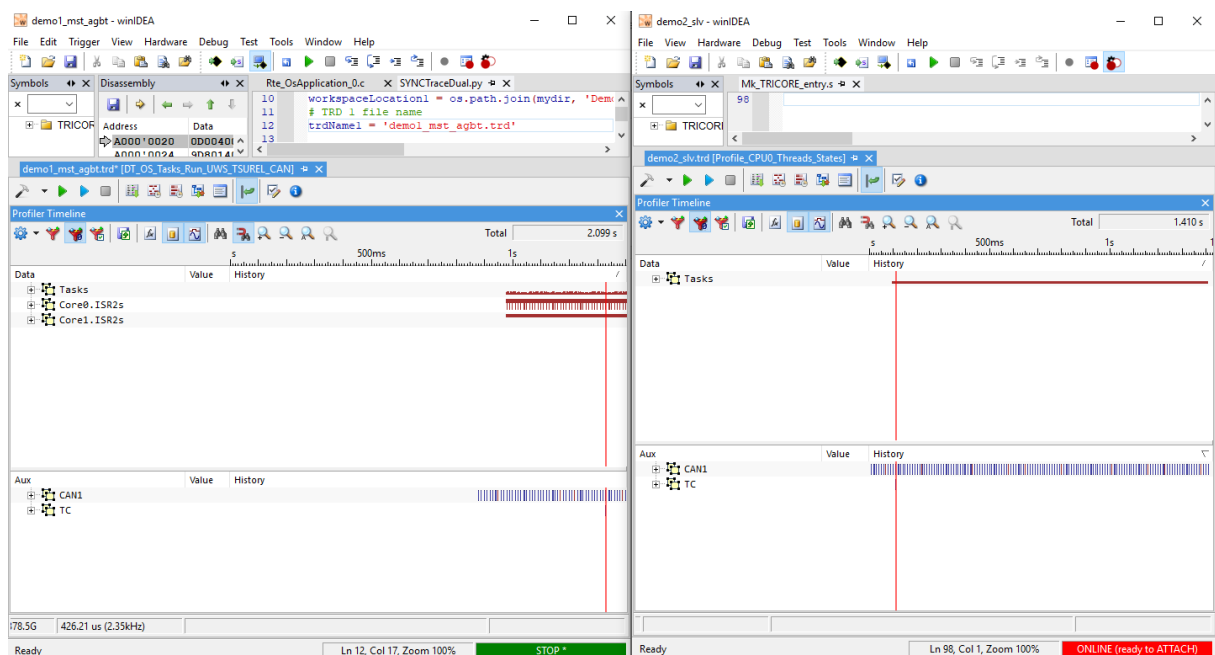 demo1_mst_agbt - winIDEA
File Edit Trigger View Hardware Debug Test Tools Window Help
Symbols
Disassembly
Rte_OsApplication_0.c
SYNCTraceDual.py
TRICOR
Address Data
A000'0020 0D0040
A000'0024 9D8014
10 workspaceLocation1 = os.path.join(mydir, 'Demo
11 # TRD 1 file name
12 trdName1 = 'demo1_mst_agbt.trd'
13
demo1_mst_agbt.trd* [DT_OS_Tasks_Run_UWS_TSUREL_CAN]
Profiler Timeline
Total 2.099 s
s 500ms 1s
Data Value History
Tasks
Core0.ISR2s
Core1.ISR2s
Aux Value History
CAN1
TC
78.5G 426.21 us (2.35kHz)
Ready Ln 12, Col 17, Zoom 100% STOP *
demo2_slv - winIDEA
File View Hardware Debug Test Tools Window Help
Symbols
Mk_TRICORE_entry.s
98
TRICORI
demo2_slv.trd [Profile_CPU0_Threads_States]
Profiler Timeline
Total 1.410 s
s 500ms 1s 1
Data Value History
Tasks
Aux Value History
CAN1
TC
Ready Ln 98, Col 1, Zoom 100% ONLINE (ready to ATTACH)